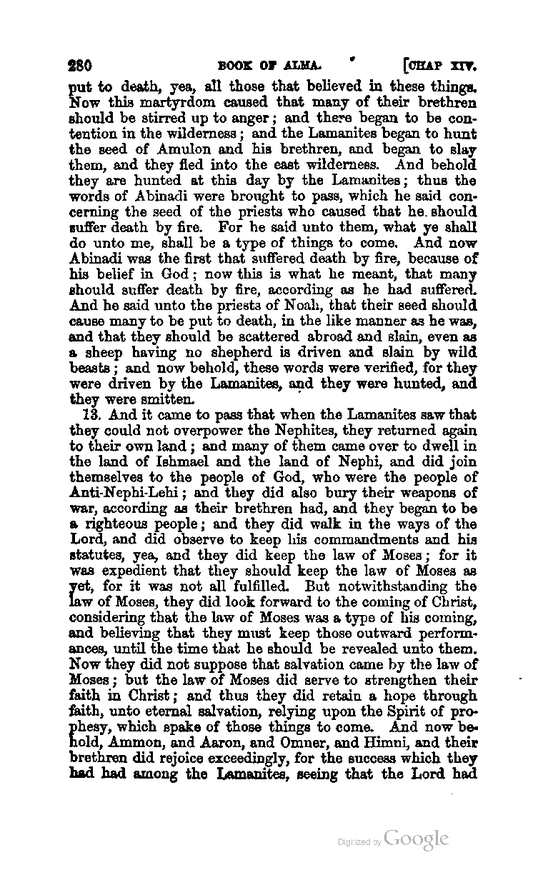 280 BOOK OF ALMA. [CHAP XIV.
put to death, yea, all those that believed in these things.
Now this martyrdom caused that many of their brethren
should be stirred up to anger; and there began to be con-
tention in the wilderness; and the Lamanites began to hunt
the seed of Amulon and his brethren, and began to slay
them, and they fled into the east wilderness. And behold
they are hunted at this day by the Lamanites; thus the
words of Abinadi were brought to pass, which he said con-
cerning the seed of the priests who caused that he should
suffer death by fire. For he said unto them, what ye shall
do unto me, shall be a type of things to come. And now
Abinadi was the first that suffered death by fire, because of
his belief in God; now this is what he meant, that many
should suffer death by fire, according as he had suffered.
And he said unto the priests of Noah, that their seed should
cause many to be put to death, in the like manner as he was,
and that they should be scattered abroad and slain, even as
a sheep having no shepherd is driven and slain by wild
beasts; and now behold, these words were verified, for they
were driven by the Lamanites, and they were hunted, and
they were smitten.
13. And it came to pass that when the Lamanites saw that
they could not overpower the Nephites, they returned again
to their own land; and many of them came over to dwell in
the land of Ishmael and the land of Nephi, and did join
themselves to the people of God, who were the people of
Anti-Nephi-Lehi; and they did also bury their weapons of
war, according as their brethren had, and they began to be
a righteous people; and they did walk in the ways of the
Lord, and did observe to keep his commandments and his
statutes, yea, and they did keep the law of Moses; for it
was expedient that they should keep the law of Moses as
yet, for it was not all fulfilled. But notwithstanding the
law of Moses, they did look forward to the coming of Christ,
considering that the law of Moses was a type of his coming,
and believing that they must keep those outward perform-
ances, until the time that he should be revealed unto them.
Now they did not suppose that salvation came by the law of
Moses; but the law of Moses did serve to strengthen their
faith in Christ; and thus they did retain a hope through
faith, unto eternal salvation, relying upon the Spirit of pro-
phesy, which spake of those things to come. And now be-
hold, Ammon, and Aaron, and Omner, and Himni, and their
brethren did rejoice exceedingly, for the success which they
had had among the Lamanites, seeing that the Lord had
Digitized by Google